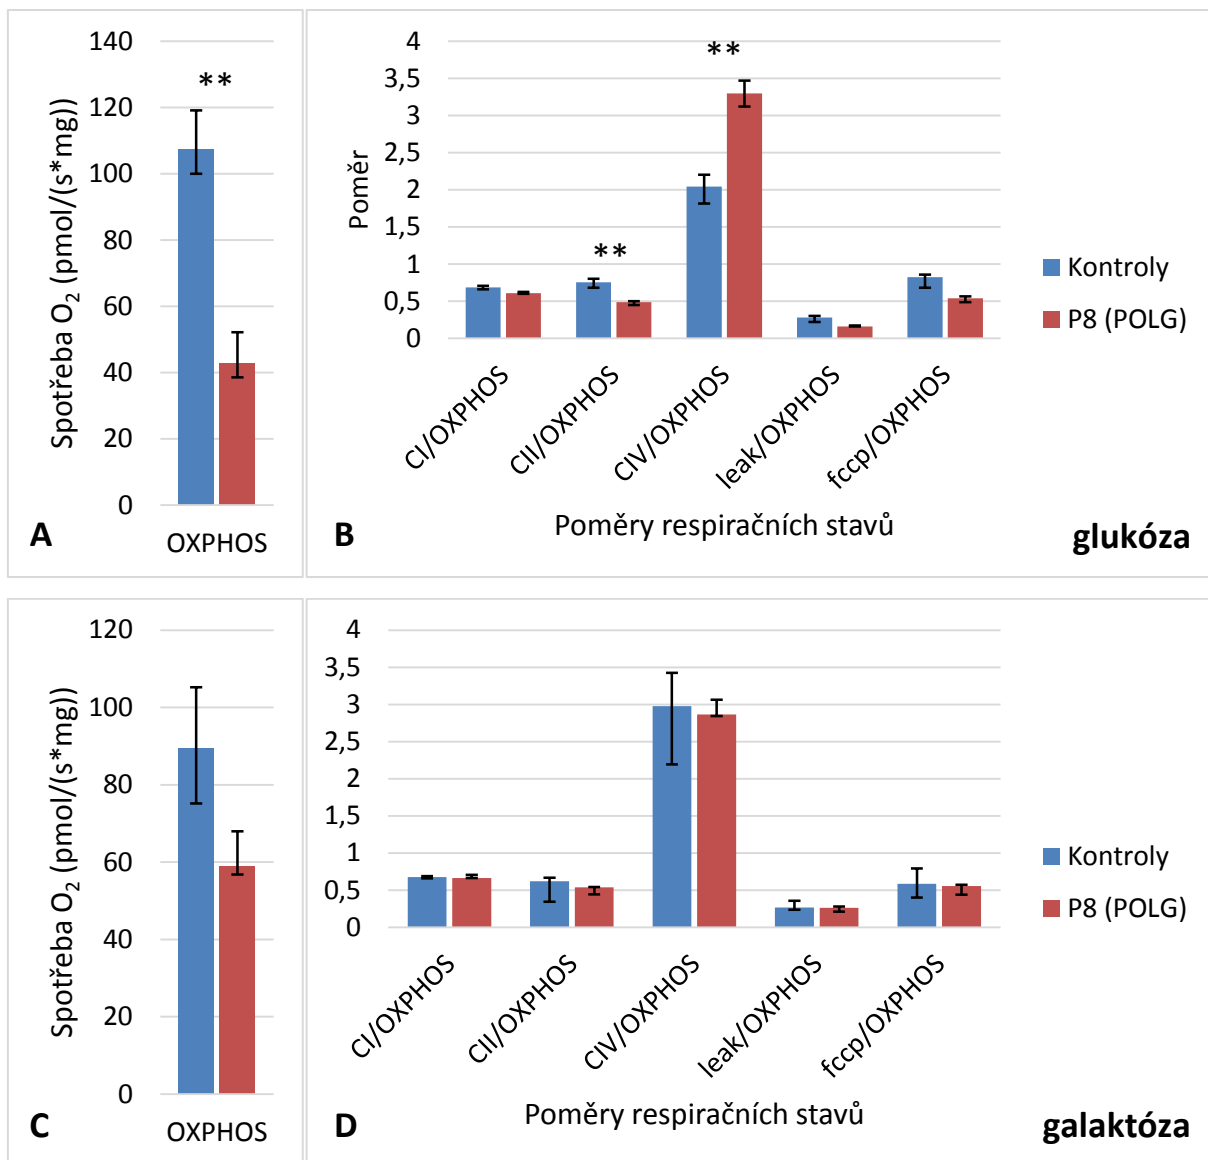 140
120
100
80
60
40
20
0
Spotřeba O₂ (pmol/(s*mg))
**
OXPHOS
A
4
3,5
3
2,5
2
1,5
1
0,5
0
Poměr
**
**
CI/OXPHOS
CII/OXPHOS
CIV/OXPHOS
leak/OXPHOS
fccp/OXPHOS
Poměry respiračních stavů
B
Kontroly
P8 (POLG)
glukóza
120
100
80
60
40
20
0
Spotřeba O₂ (pmol/(s*mg))
OXPHOS
C
4
3,5
3
2,5
2
1,5
1
0,5
0
CI/OXPHOS
CII/OXPHOS
CIV/OXPHOS
leak/OXPHOS
fccp/OXPHOS
Poměry respiračních stavů
D
Kontroly
P8 (POLG)
galaktóza